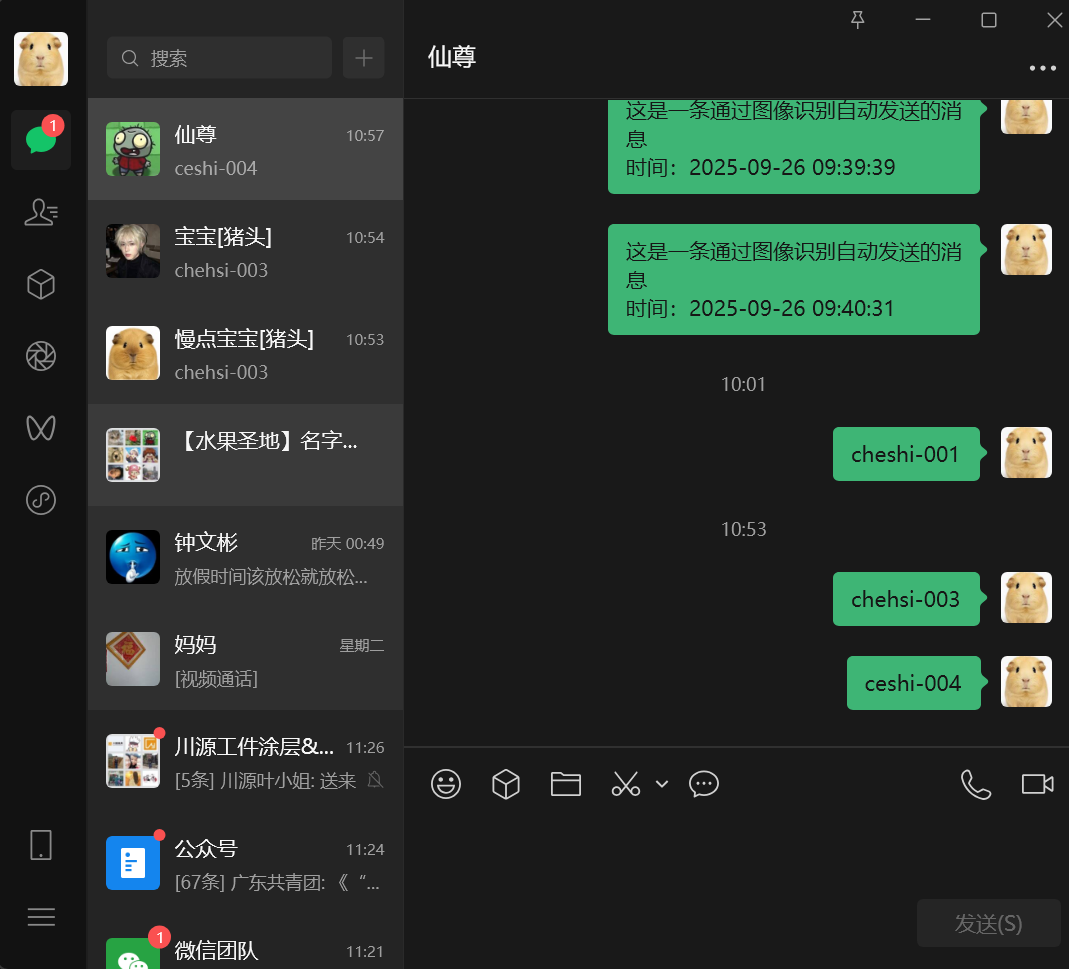 1
搜索
仙尊 10:57
ceshi-004
宝宝[猪头] 10:54
chehsi-003
慢点宝宝[猪头] 10:53
chehsi-003
【水果圣地】名字...
钟文彬 昨天 00:49
放假时间该放松就放松...
妈妈 星期二
[视频通话]
川源工件涂层&... 11:26
[5条] 川源叶小姐: 送来
公众号 11:24
[67条] 广东共青团: 《“...
1
微信团队 11:21
仙尊
这是一条通过图像识别自动发送的消
息
时间：2025-09-26 09:39:39
这是一条通过图像识别自动发送的消
息
时间：2025-09-26 09:40:31
10:01
cheshi-001
10:53
chehsi-003
ceshi-004
发送(S)